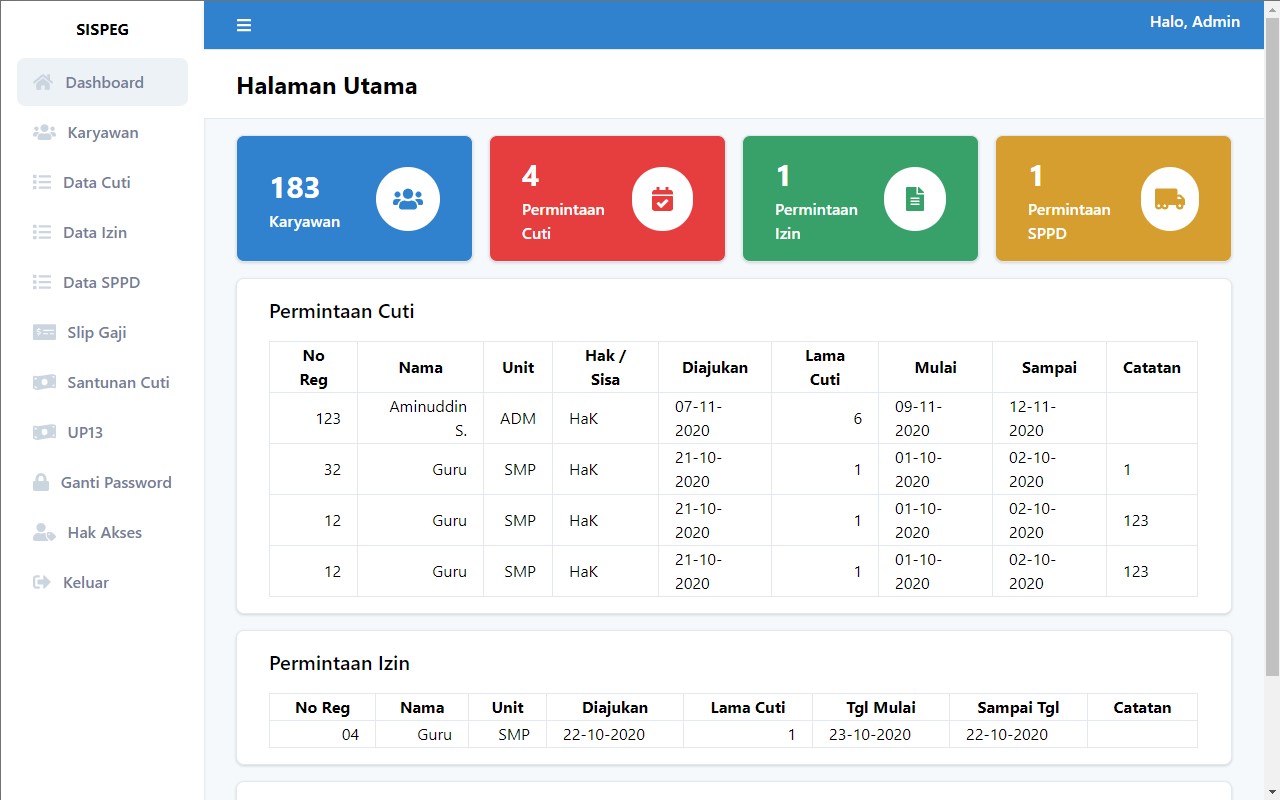 SISPEG
Halo, Admin
Dashboard
Karyawan
Data Cuti
Data Izin
Data SPPD
Slip Gaji
Santunan Cuti
UP13
Ganti Password
Hak Akses
Keluar
Halaman Utama
183
Karyawan
4
Permintaan
Cuti
1
Permintaan
Izin
1
Permintaan
SPPD
Permintaan Cuti
No Reg Nama Unit Hak / Sisa Diajukan Lama Cuti Mulai Sampai Catatan
123 Aminuddin S. ADM HaK 07-11-2020 6 09-11-2020 12-11-2020
32 Guru SMP HaK 21-10-2020 1 01-10-2020 02-10-2020 1
12 Guru SMP HaK 21-10-2020 1 01-10-2020 02-10-2020 123
12 Guru SMP HaK 21-10-2020 1 01-10-2020 02-10-2020 123
Permintaan Izin
No Reg Nama Unit Diajukan Lama Cuti Tgl Mulai Sampai Tgl Catatan
04 Guru SMP 22-10-2020 1 23-10-2020 22-10-2020